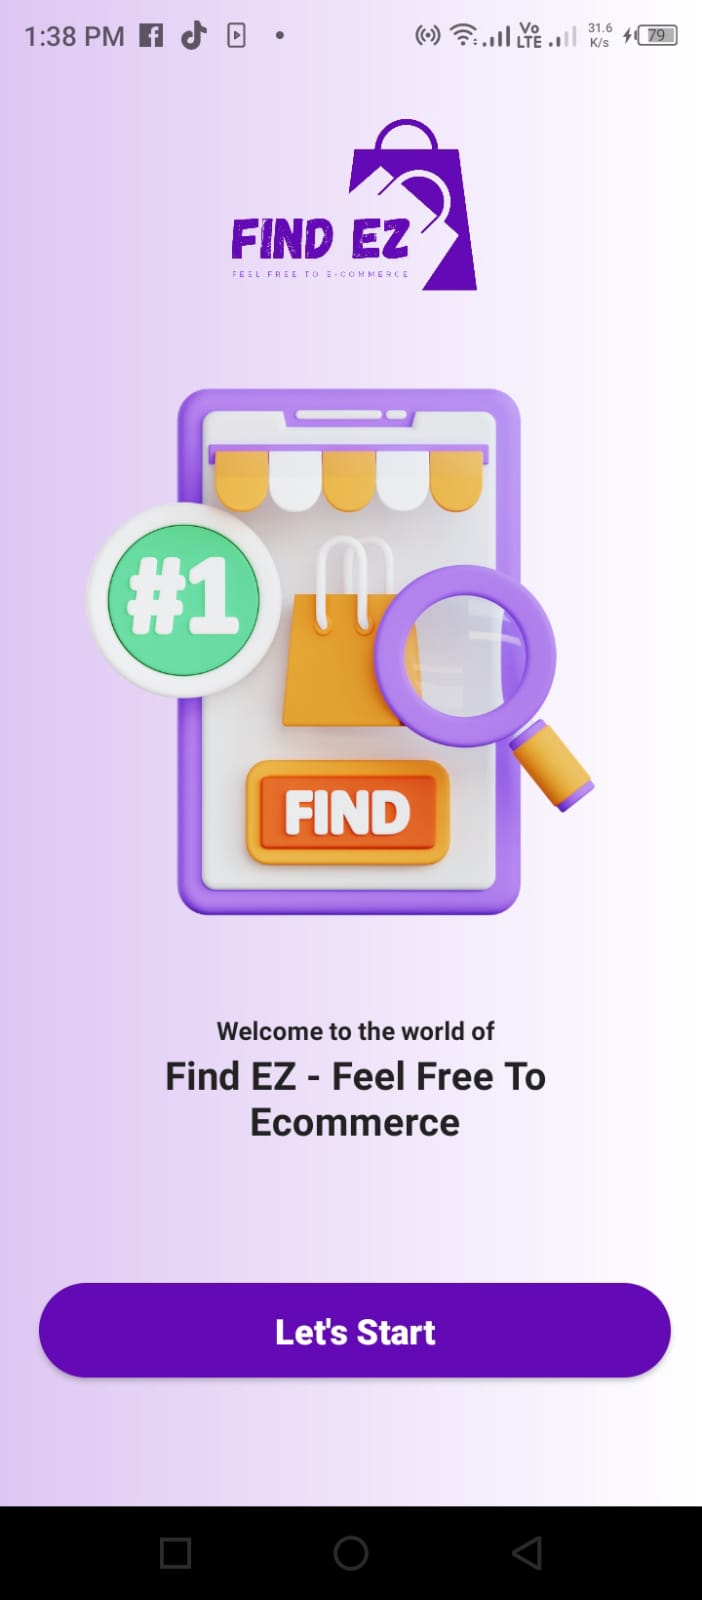 1:38 PM
Vo
LTE
31.6
K/s
79
FIND EZ
FEEL FREE TO E-COMMERCE
#1
FIND
Welcome to the world of
Find EZ - Feel Free To
Ecommerce
Let's Start